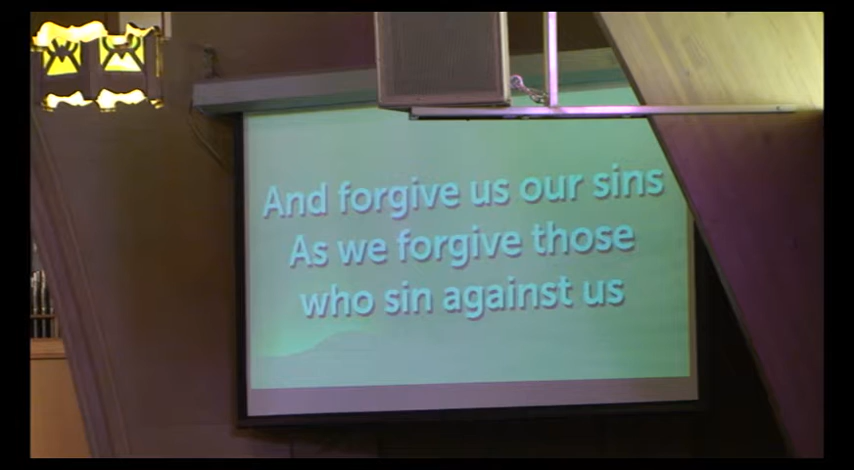 And forgive us our sins
As we forgive those
who sin against us